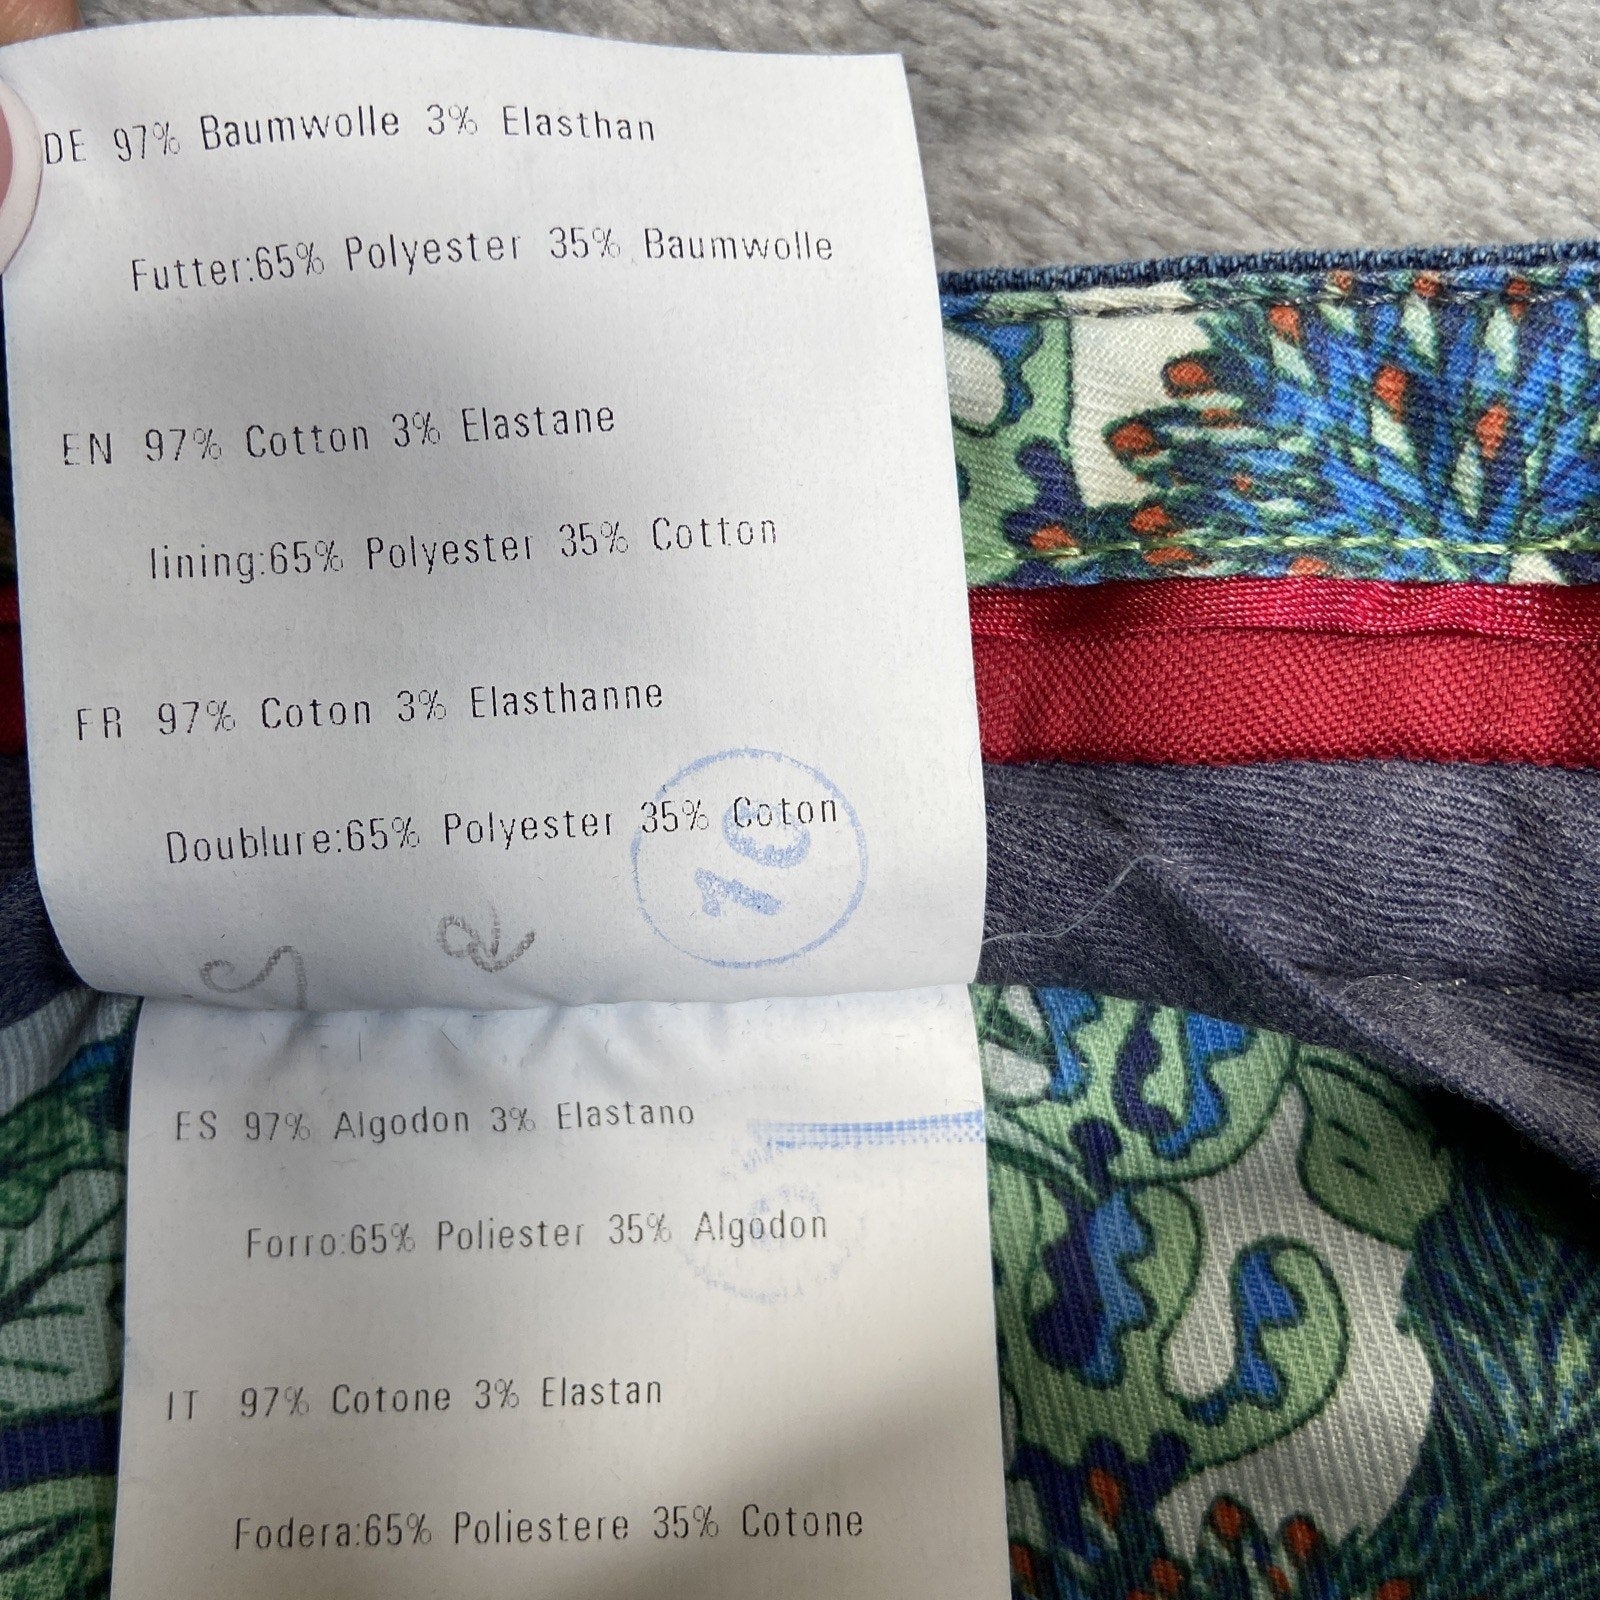 DE 97% Baumwolle 3% Elasthan
Futter:65% Polyester 35% Baumwolle
EN 97% Cotton 3% Elastane
lining:65% Polyester 35% Cotton
FR 97% Coton 3% Elasthanne
Doublure:65% Polyester 35% Coton
10
ES 97% Algodon 3% Elastano
Forro:65% Poliester 35% Algodon
IT 97% Cotone 3% Elastan
Fodera:65% Poliestere 35% Cotone